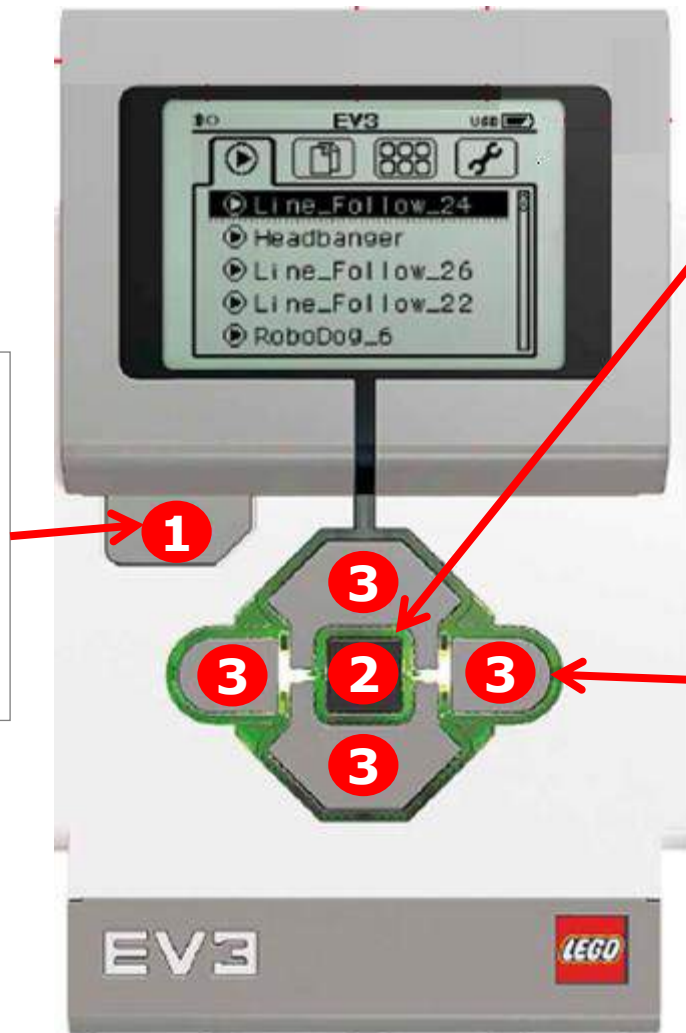 EV3 USB
Line_Follow_24
Headbanger
Line_Follow_26
Line_Follow_22
RoboDog_6
1
3
3 2 3
3
EV3 LEGO